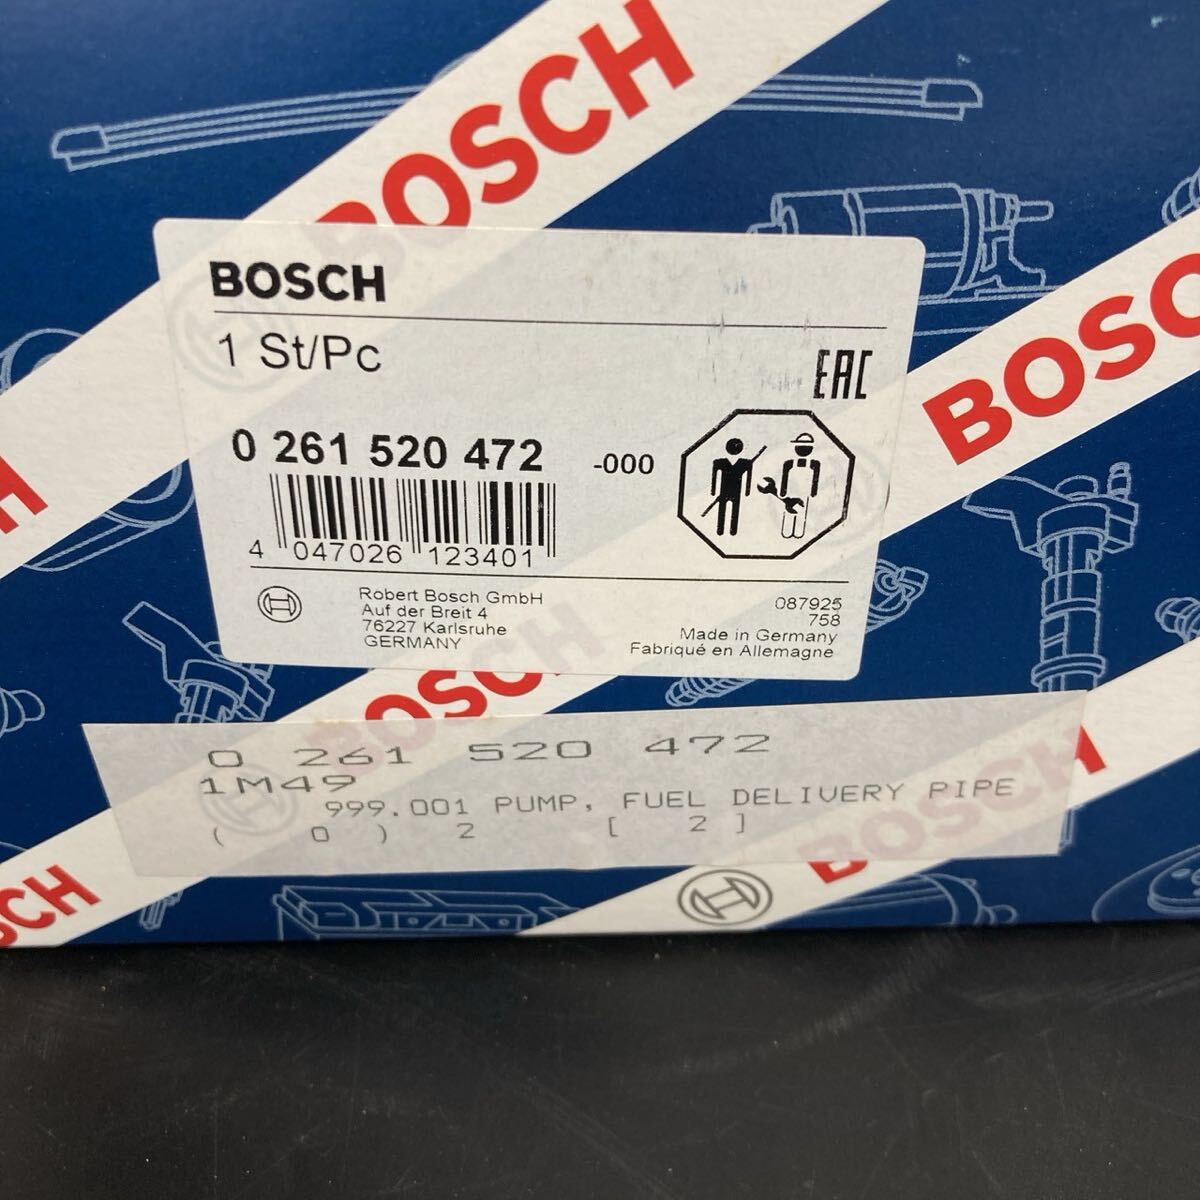 BOSCH
BOSCH
1 St/Pc
EAC
BOSCH
0 261 520 472 -000
4 047026 123401
Robert Bosch GmbH
Auf der Breit 4
76227 Karlsruhe
GERMANY
087925
758
Made in Germany
Fabriqué en Allemagne
BOSCH
0 261 520 472
1M49
999.001 PUMP, FUEL DELIVERY PIPE
( 0 ) 2 [ 2 ]
BOSCH